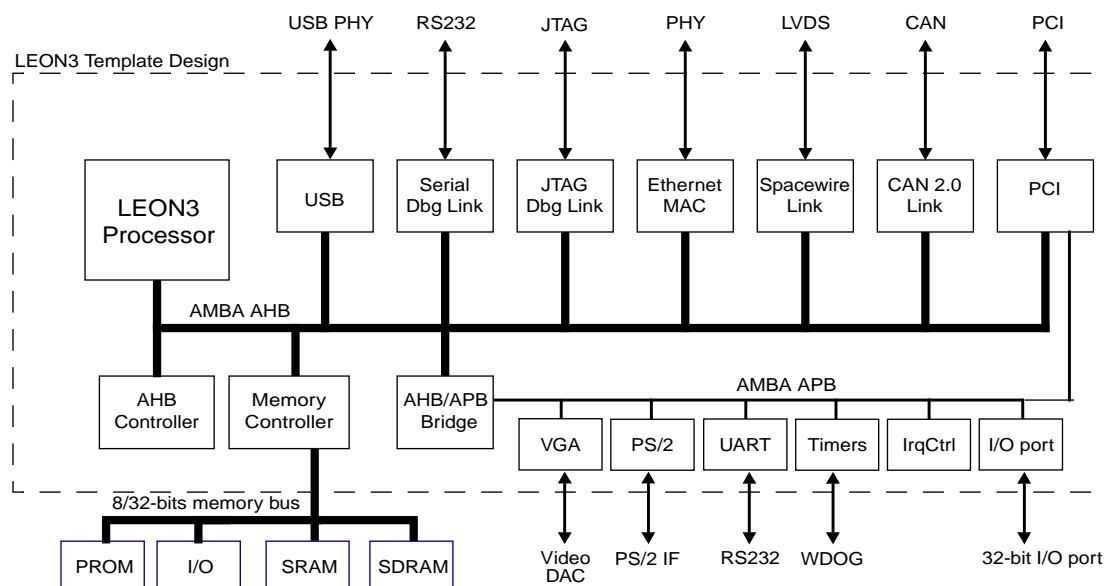 USB PHY RS232 JTAG PHY LVDS CAN PCI
LEON3 Template Design
LEON3
Processor
USB
Serial
Dbg Link
JTAG
Dbg Link
Ethernet
MAC
Spacewire
Link
CAN 2.0
Link
PCI
AMBA AHB
AHB
Controller
Memory
Controller
AHB/APB
Bridge
AMBA APB
VGA
PS/2
UART
Timers
IrqCtrl
I/O port
8/32-bits memory bus
PROM
I/O
SRAM
SDRAM
Video
DAC
PS/2 IF
RS232
WDOG
32-bit I/O port